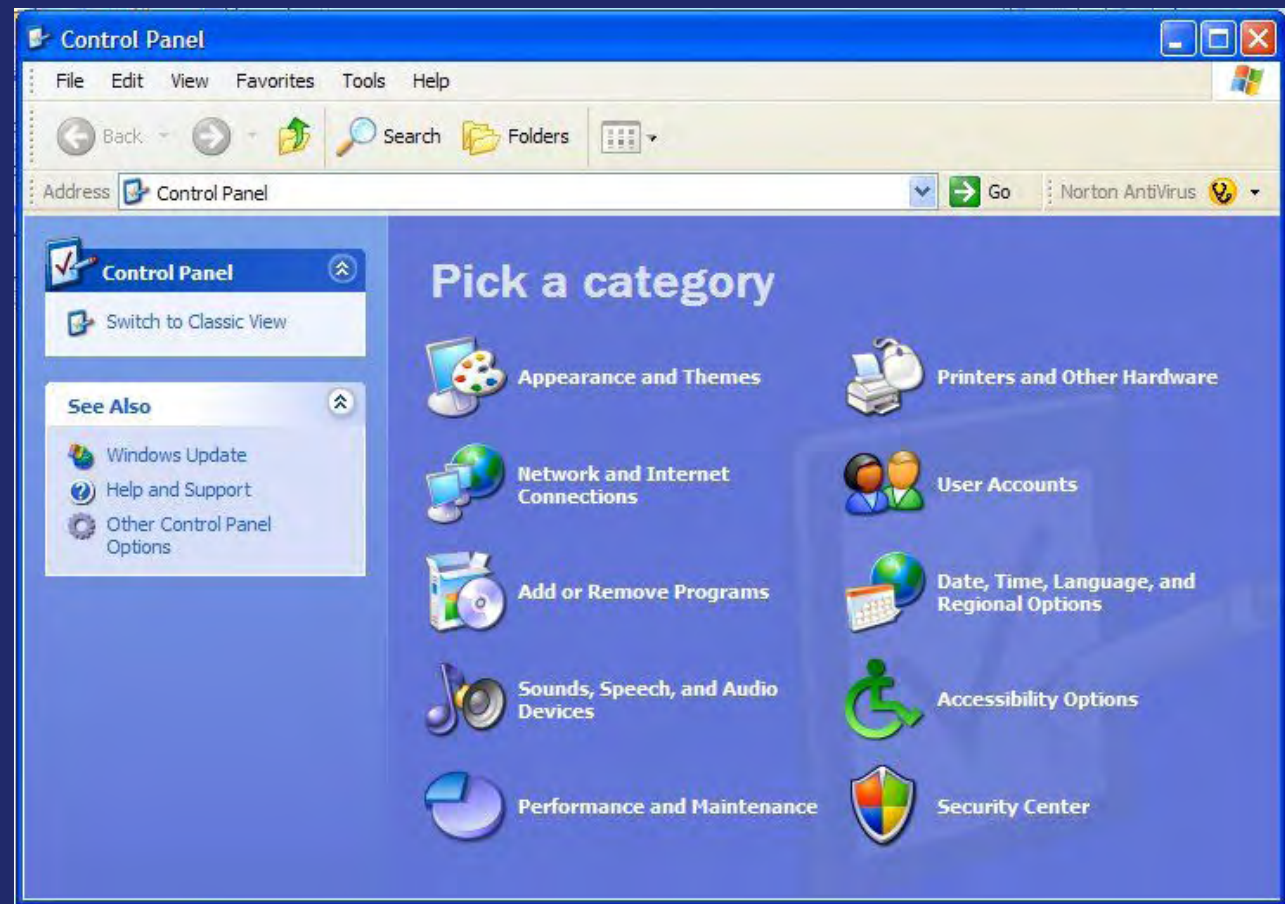 Control Panel
File Edit View Favorites Tools Help
Back Search Folders
Address Control Panel Go Norton AntiVirus
Control Panel
Switch to Classic View
See Also
Windows Update
Help and Support
Other Control Panel
Options
Pick a category
Appearance and Themes
Printers and Other Hardware
Network and Internet
Connections
User Accounts
Add or Remove Programs
Date, Time, Language, and
Regional Options
Sounds, Speech, and Audio
Devices
Accessibility Options
Performance and Maintenance
Security Center